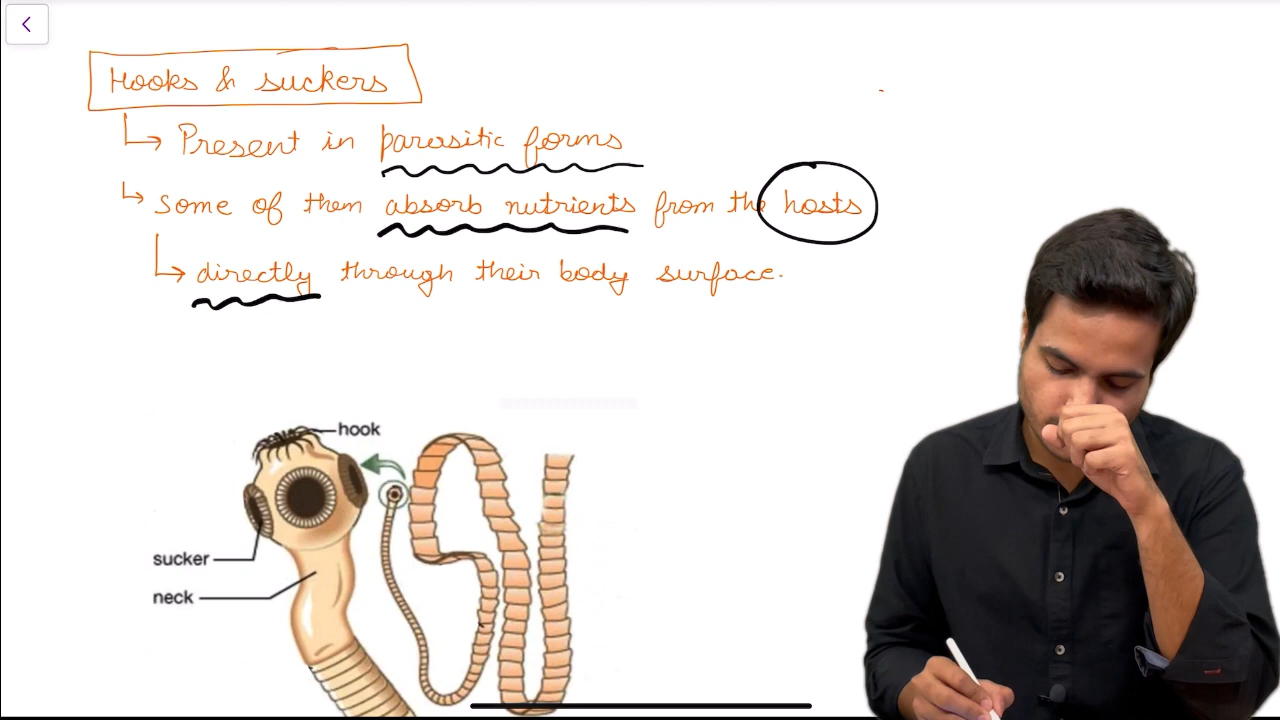 Hooks & suckers
Present in parasitic forms
Some of them absorb nutrients from the hosts
directly through their body surface.
hook
sucker
neck